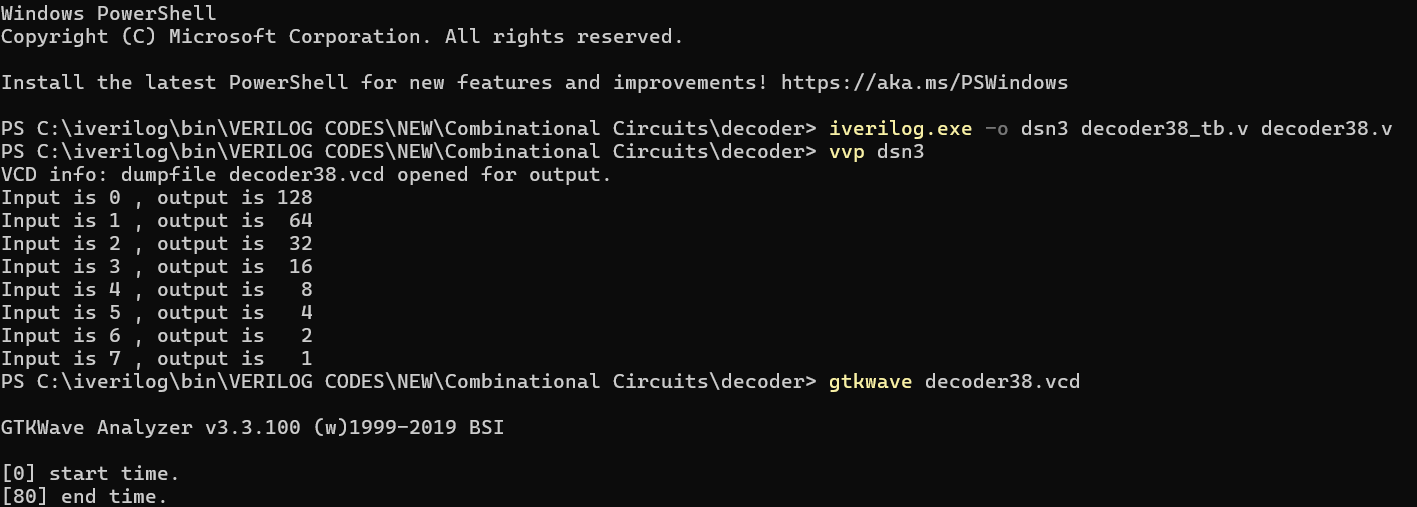 Windows PowerShell
Copyright (C) Microsoft Corporation. All rights reserved.
Install the latest PowerShell for new features and improvements! https://aka.ms/PSWindows
PS C:\iverilog\bin\VERILOG CODES\NEW\Combinational Circuits\decoder> iverilog.exe -o dsn3 decoder38_tb.v decoder38.v
PS C:\iverilog\bin\VERILOG CODES\NEW\Combinational Circuits\decoder> vvp dsn3
VCD info: dumpfile decoder38.vcd opened for output.
Input is 0 , output is 128
Input is 1 , output is  64
Input is 2 , output is  32
Input is 3 , output is  16
Input is 4 , output is   8
Input is 5 , output is   4
Input is 6 , output is   2
Input is 7 , output is   1
PS C:\iverilog\bin\VERILOG CODES\NEW\Combinational Circuits\decoder> gtkwave decoder38.vcd
GTKWave Analyzer v3.3.100 (w)1999-2019 BSI
[0] start time.
[80] end time.